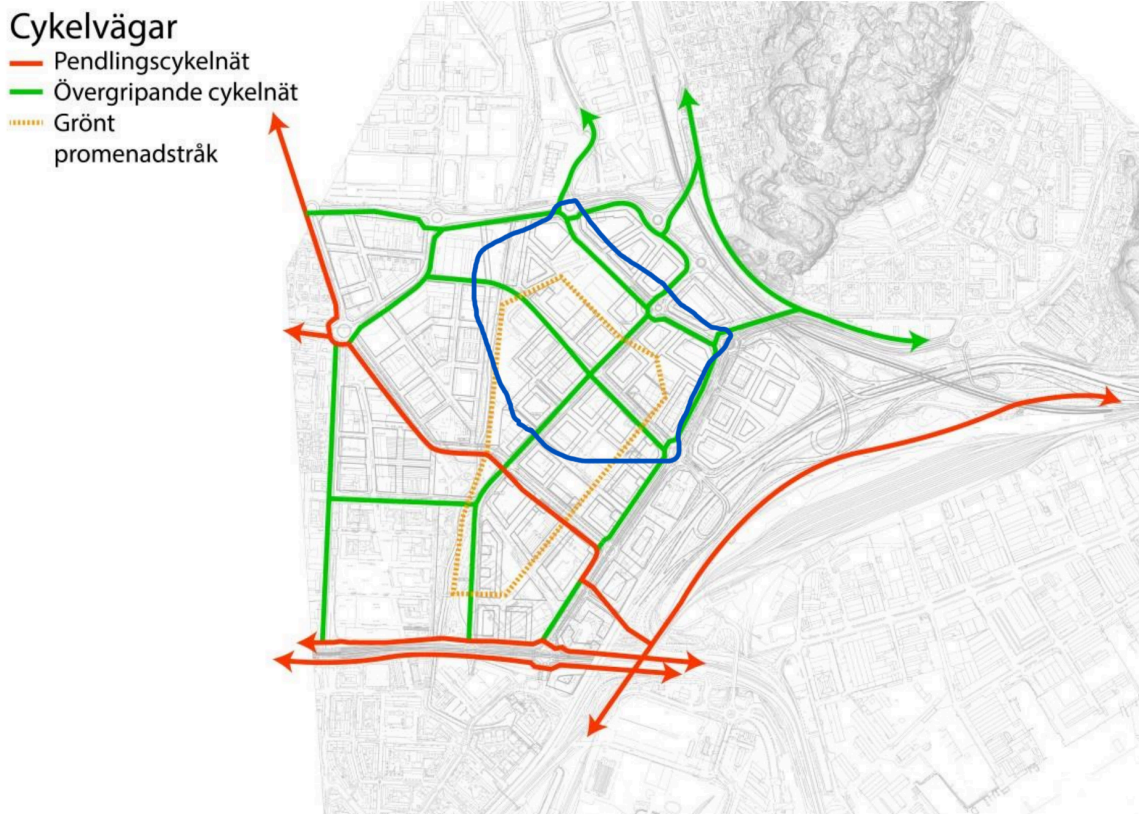 Cykelvägar
Pendlingscykelnät
Övergripande cykelnät
Grönt
promenadstråk